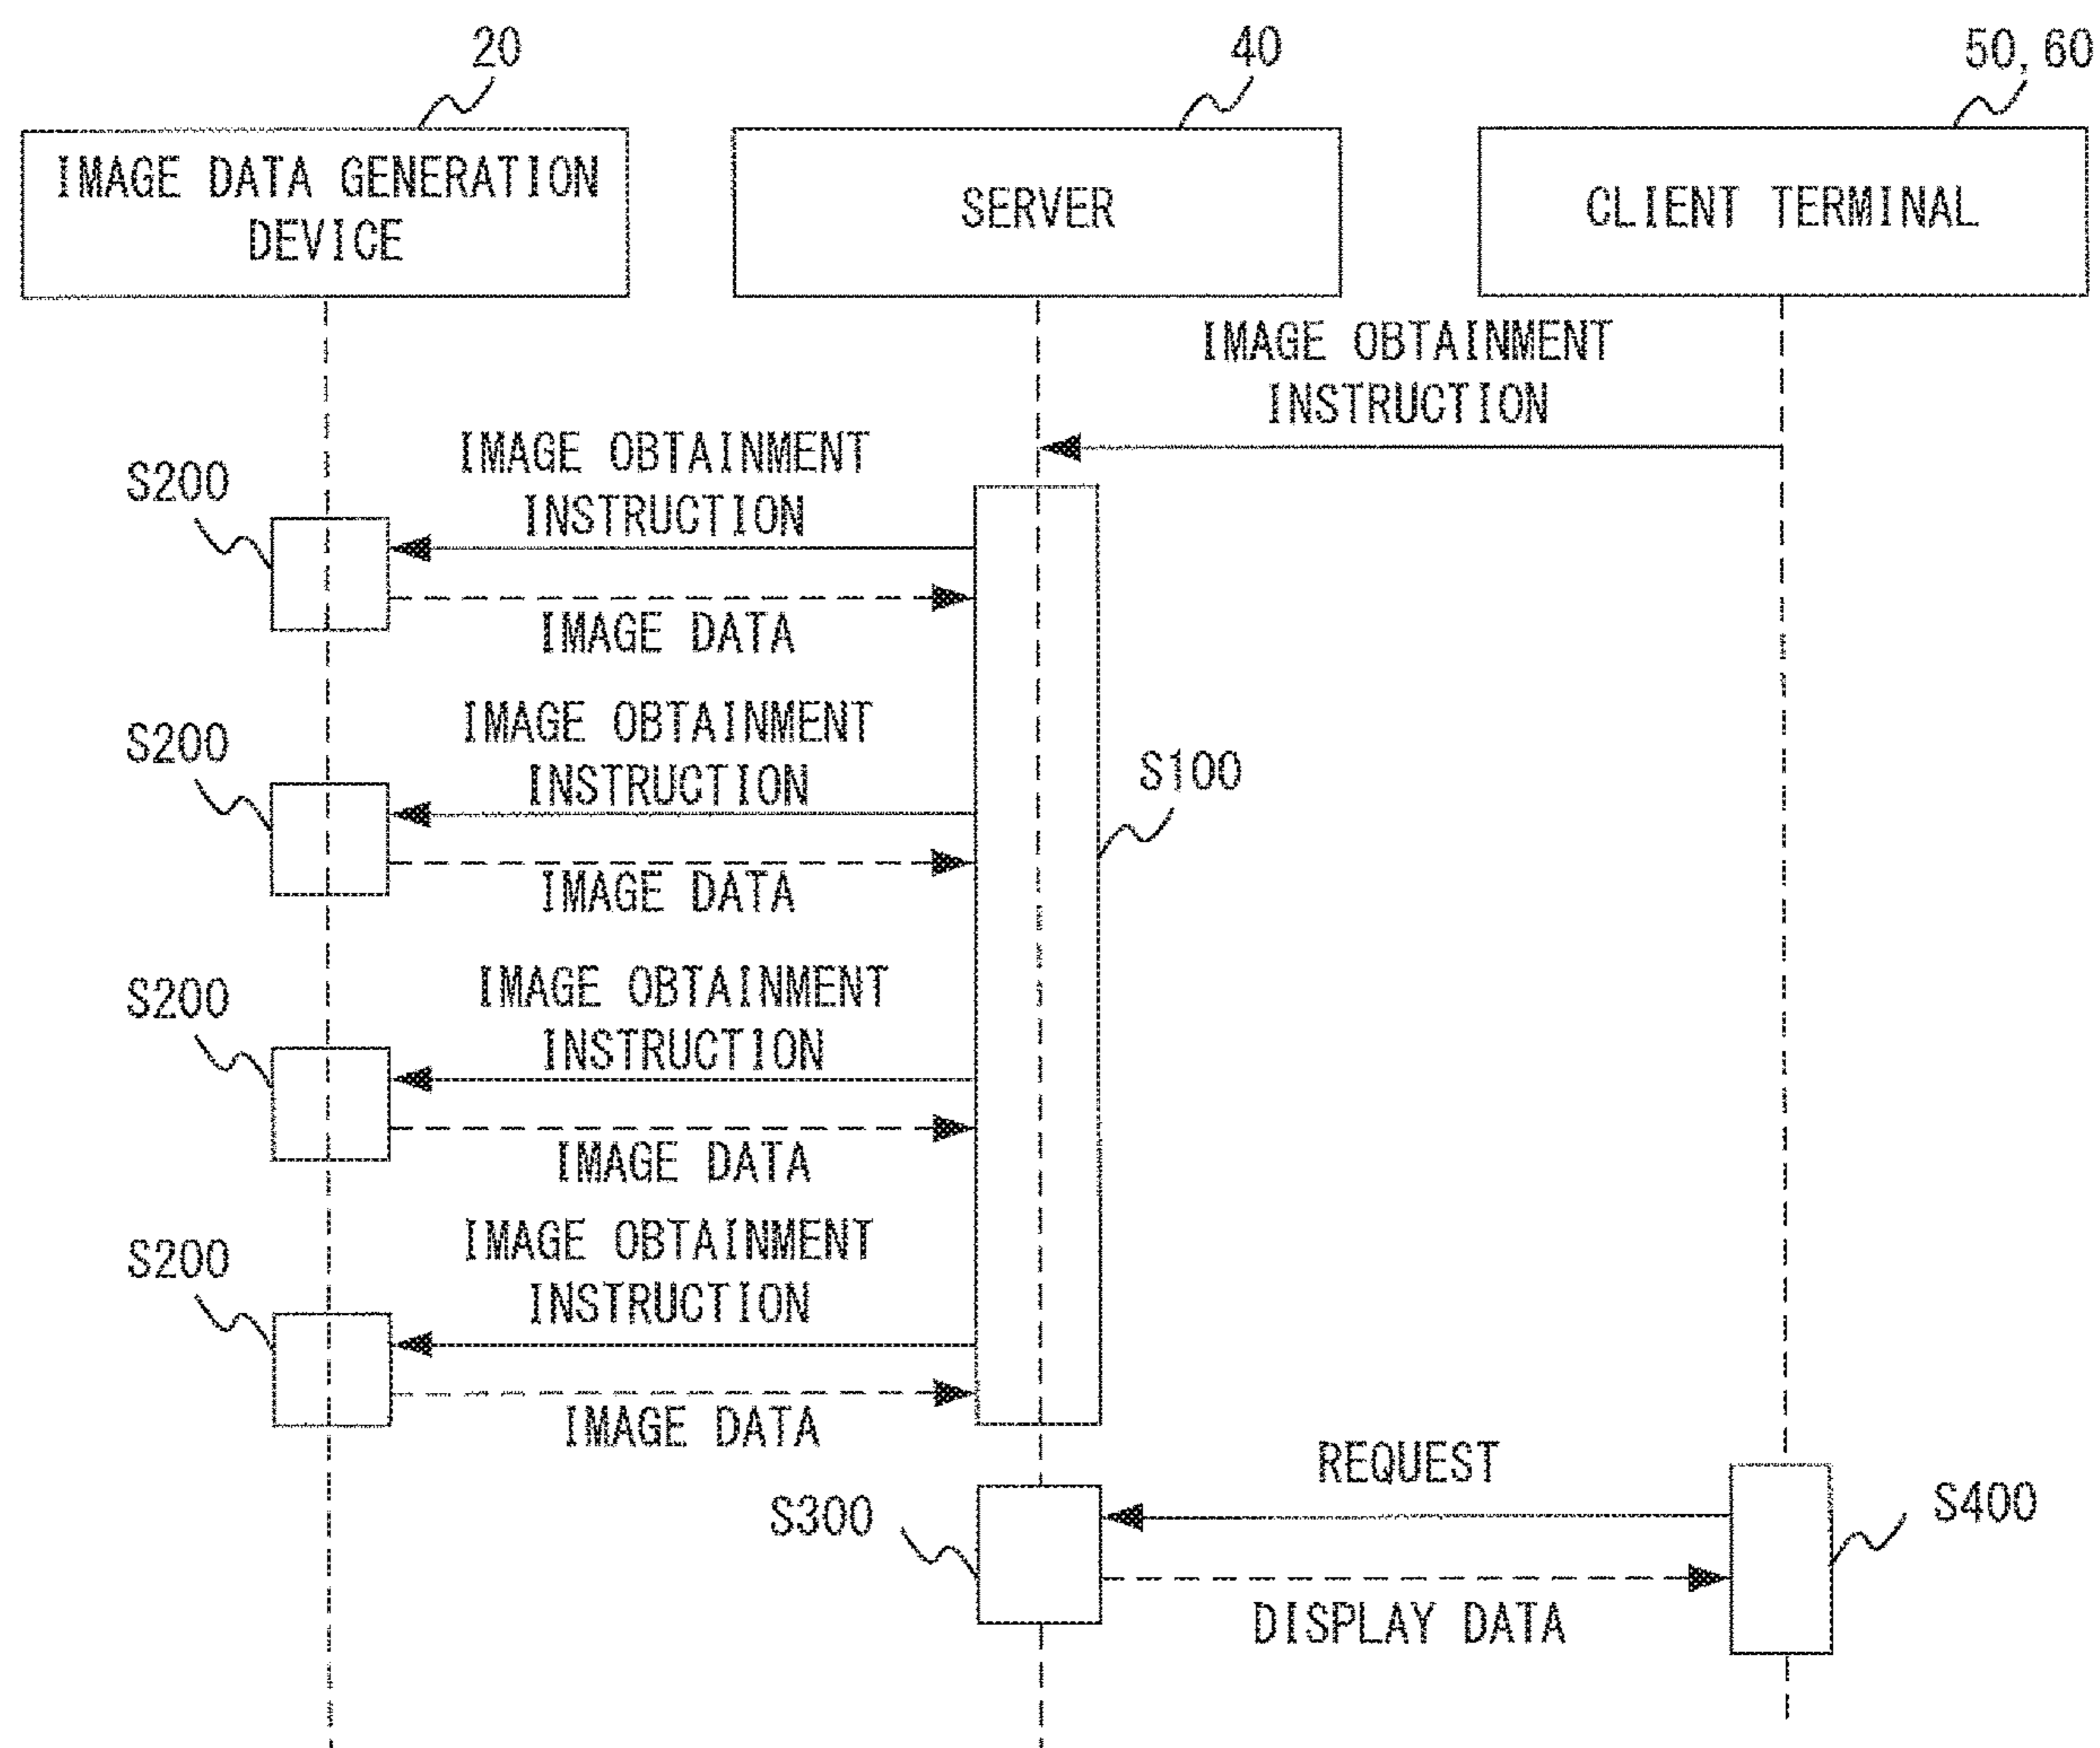 20
40
50, 60
IMAGE DATA GENERATION
DEVICE
SERVER
CLIENT TERMINAL
IMAGE OBTAINMENT
INSTRUCTION
IMAGE OBTAINMENT
INSTRUCTION
S200
IMAGE DATA
IMAGE OBTAINMENT
INSTRUCTION
S200
S100
IMAGE DATA
IMAGE OBTAINMENT
INSTRUCTION
S200
IMAGE DATA
IMAGE OBTAINMENT
INSTRUCTION
S200
IMAGE DATA
REQUEST
S300
S400
DISPLAY DATA